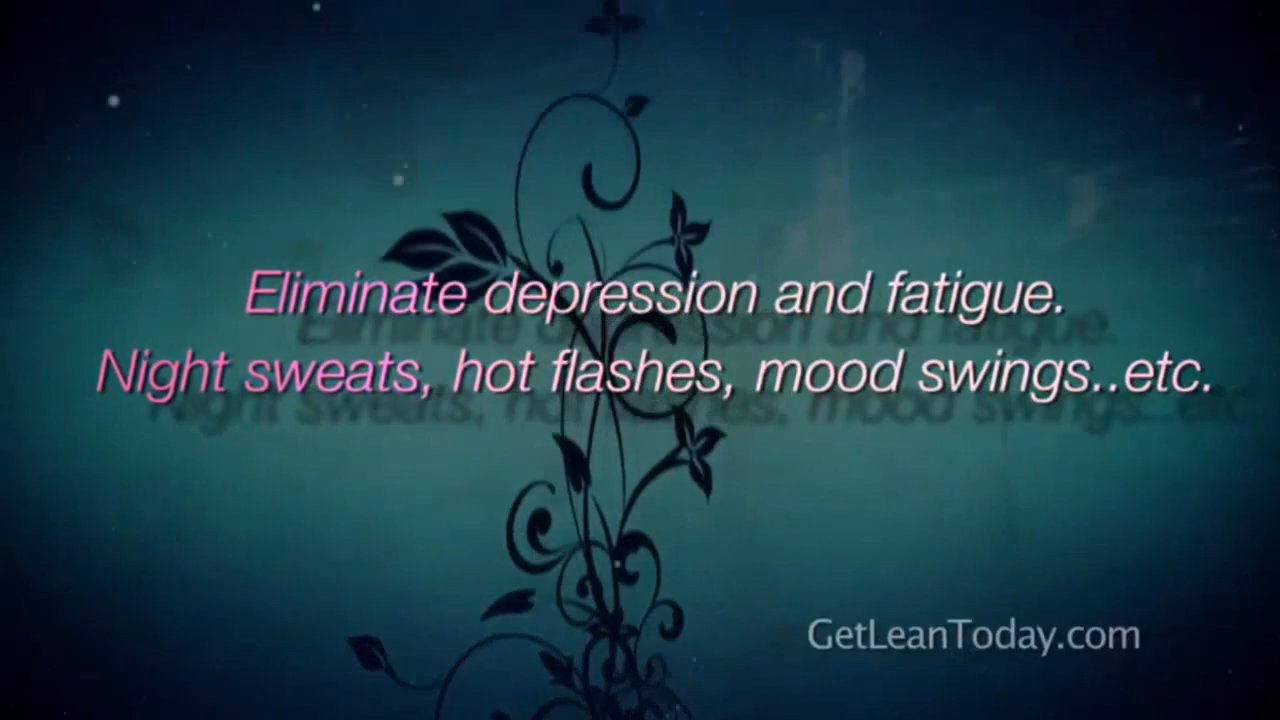 Eliminate depression and fatigue.
Night sweats, hot flashes, mood swings..etc.
GetLeanToday.com